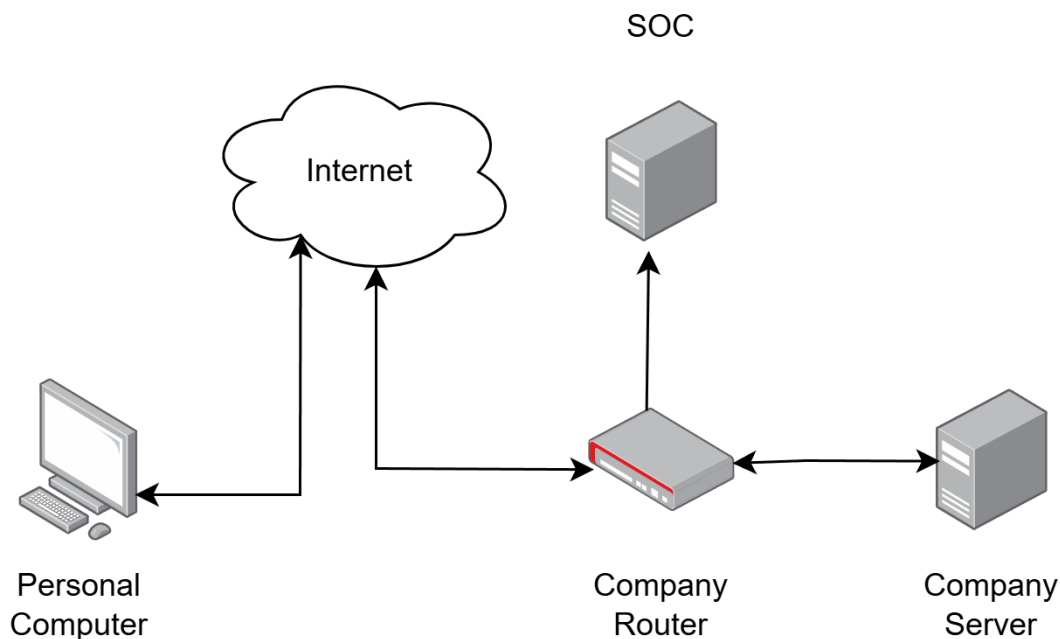 SOC
Internet
Personal
Computer
Company
Router
Company
Server